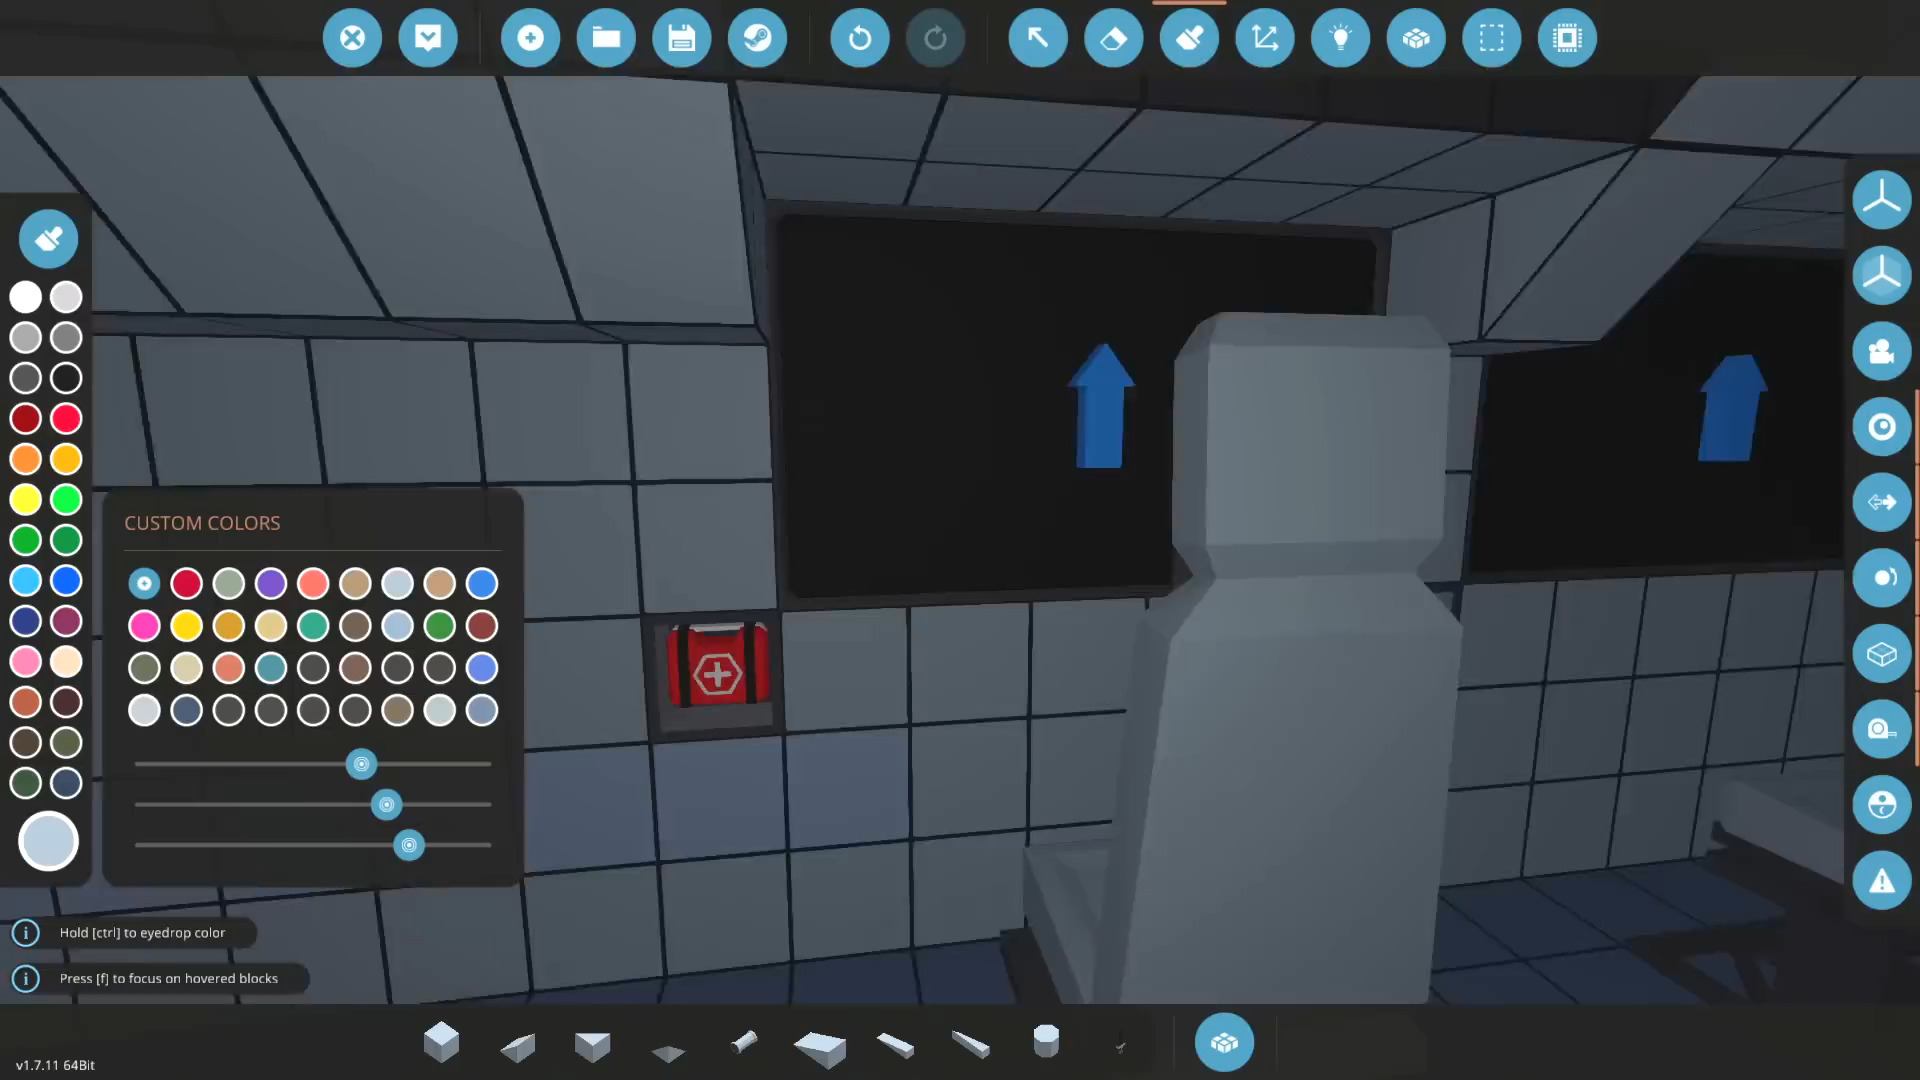 CUSTOM COLORS
Hold [ctrl] to eyedrop color
Press [f] to focus on hovered blocks
v1.7.11 64Bit